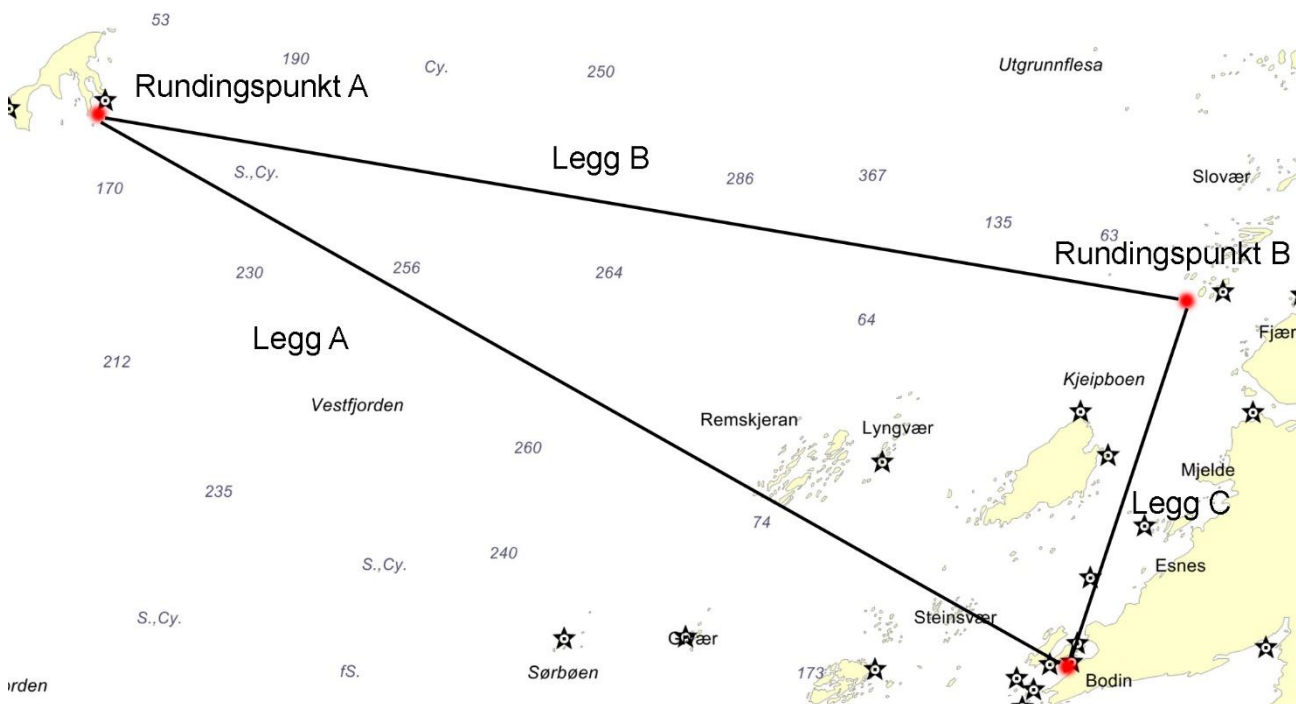 53
190
Cy.
250
Utgrunnflesa
Rundingspunkt A
S.,Cy.
Legg B
286
367
Slovær
170
135
63
Rundingspunkt B
230
256
264
64
Fjær
Legg A
212
Kjeipboen
Vestfjorden
Remskjeran
Lyngvær
260
Mjelde
235
74
Legg C
240
S.,Cy.
Esnes
S.,Cy.
Steinsvær
fS.
Sørbøen
173
Bodin
orden